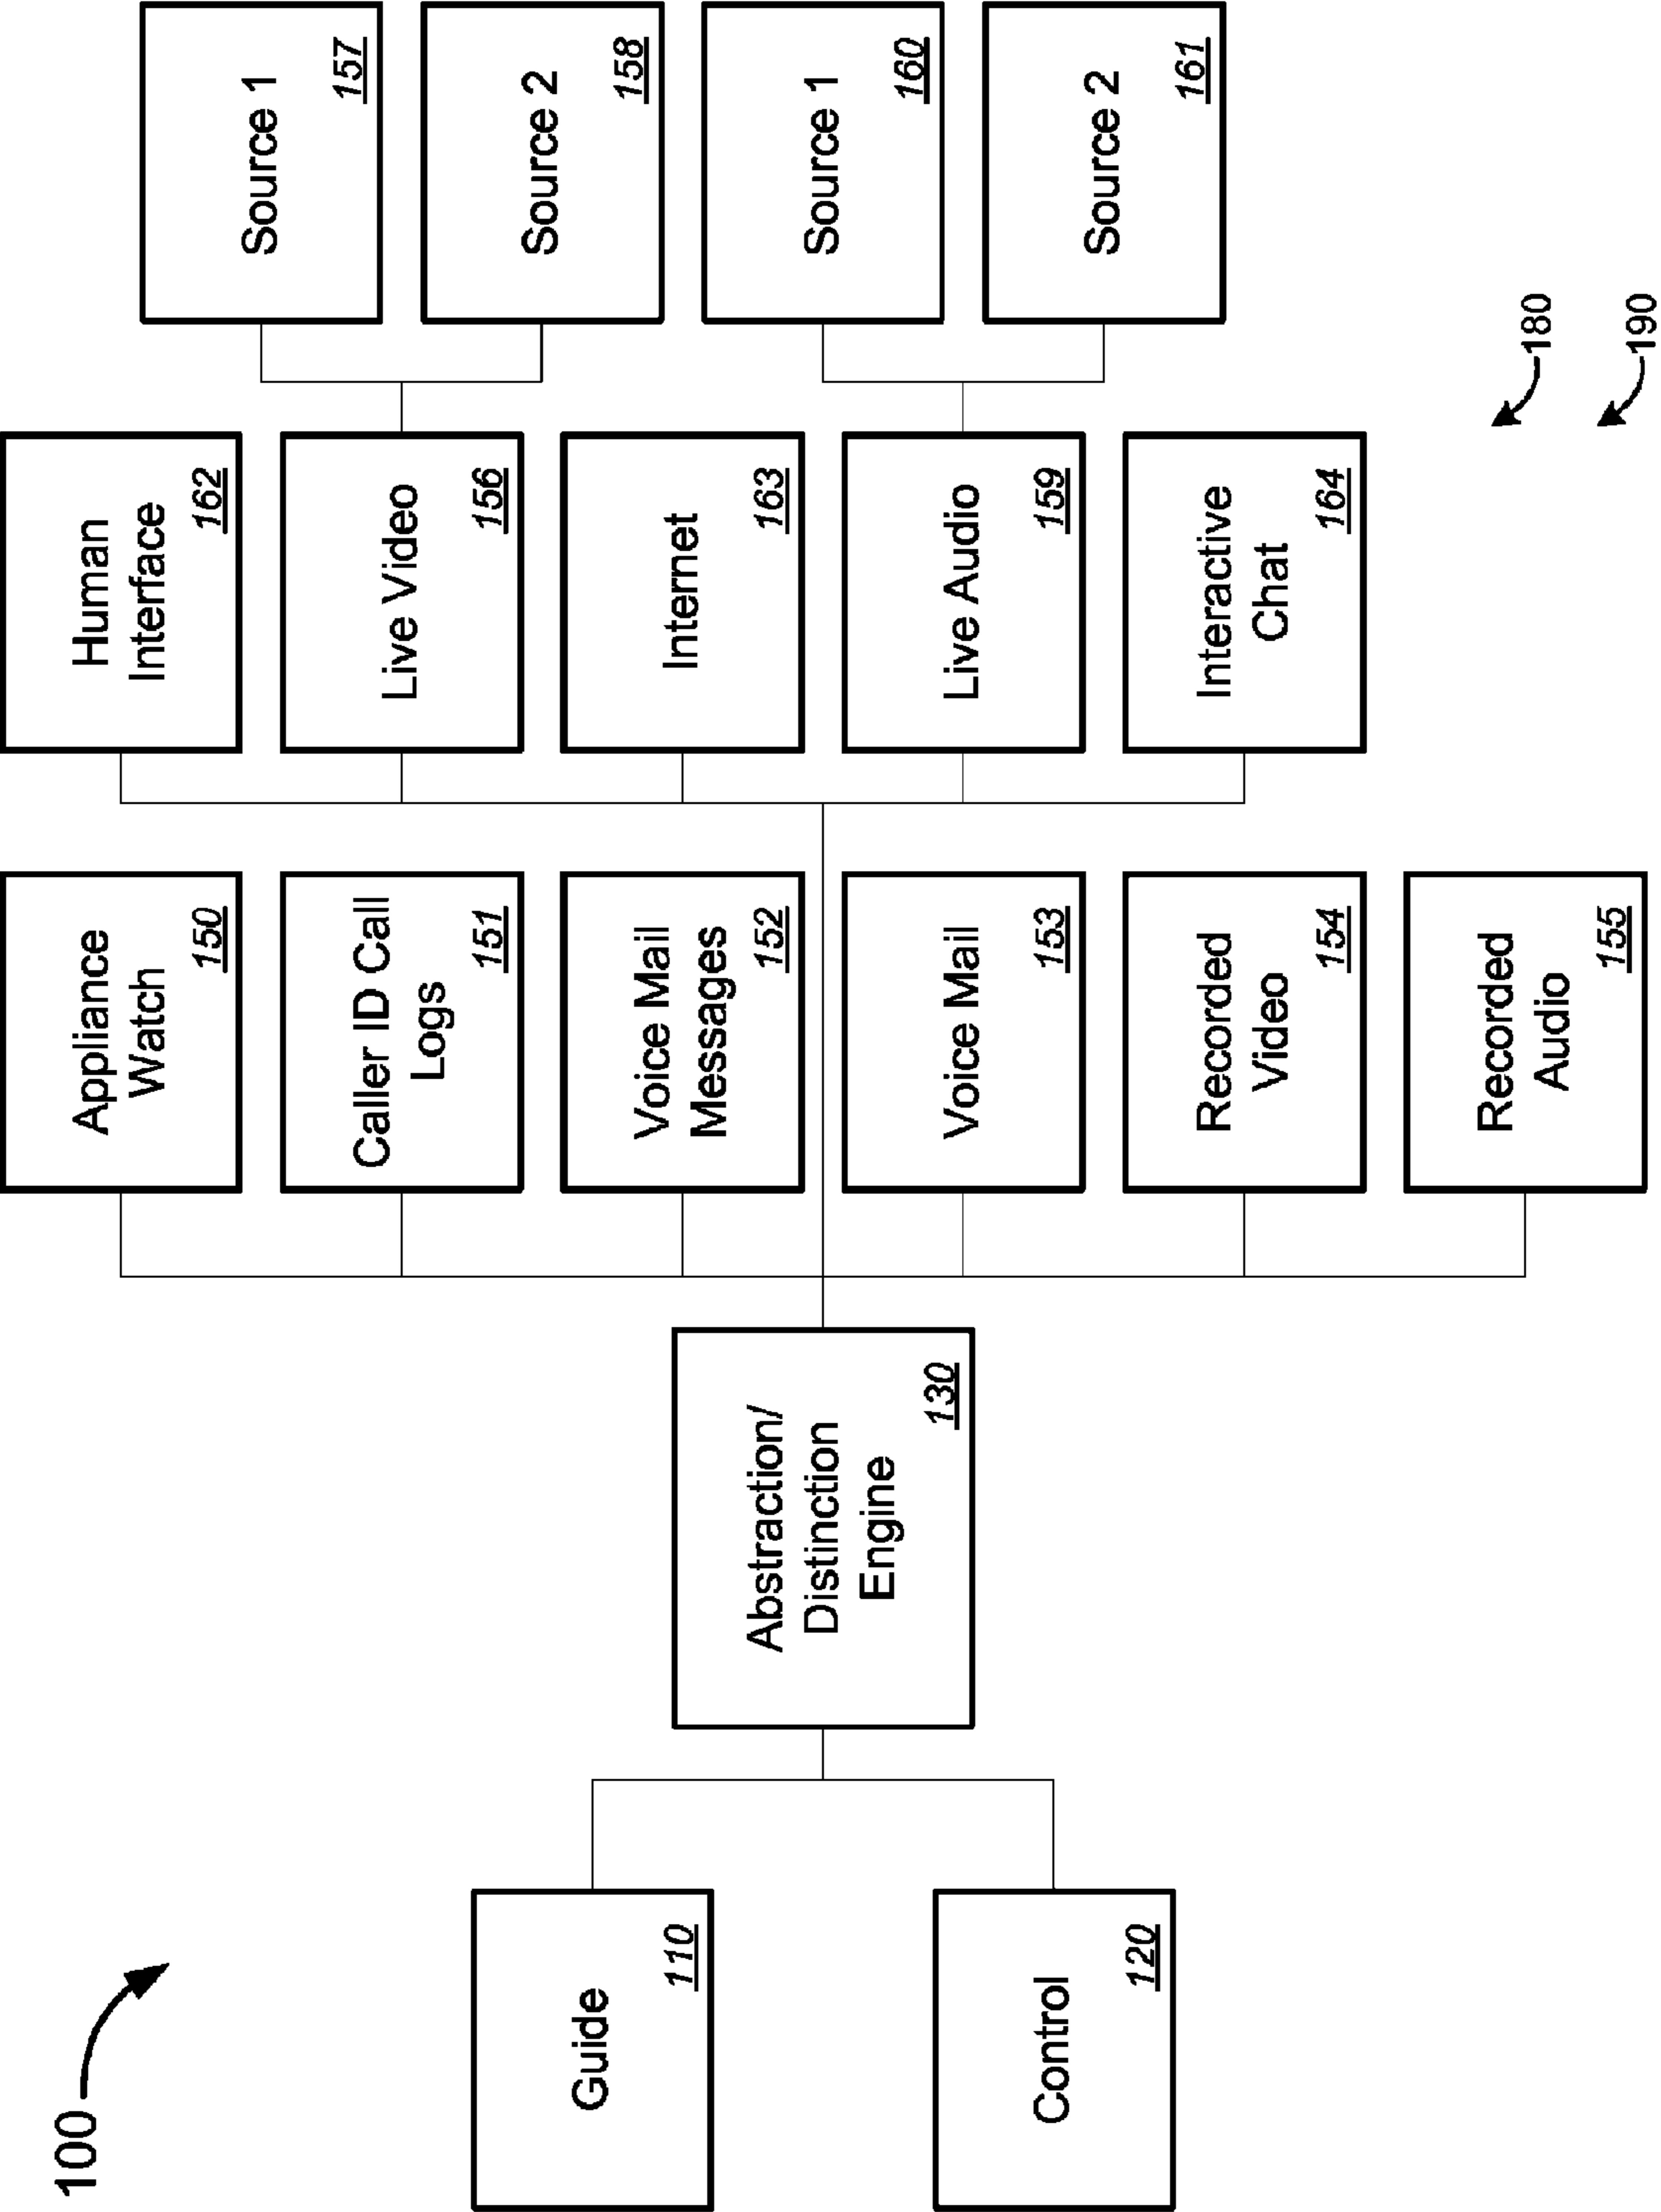 100
Guide
110
Control
120
Abstraction/
Distinction
Engine
130
Appliance
Watch
150
Caller ID Call
Logs
151
Voice Mail
Messages
152
Voice Mail
153
Recorded
Video
154
Recorded
Audio
155
Human
Interface
162
Live Video
156
Internet
163
Live Audio
159
Interactive
Chat
164
Source 1
157
Source 2
158
Source 1
160
Source 2
161
180
190